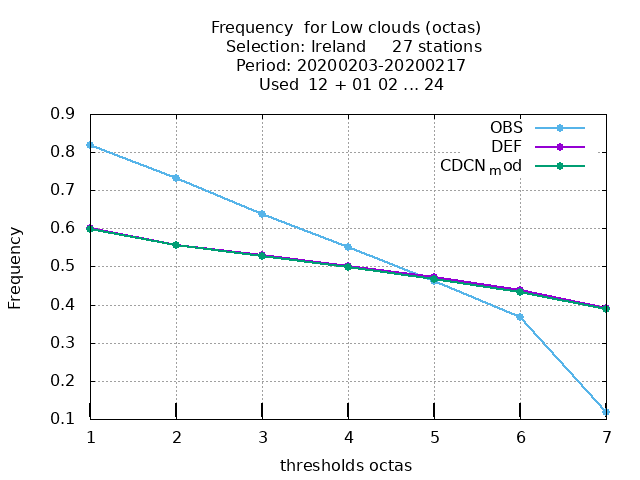 Frequency  for Low clouds (octas)
Selection: Ireland     27 stations
Period: 20200203-20200217
Used  12 + 01 02 ... 24
OBS
DEF
CDCN_mod
Frequency
0.9
0.8
0.7
0.6
0.5
0.4
0.3
0.2
0.1
1 2 3 4 5 6 7
thresholds octas